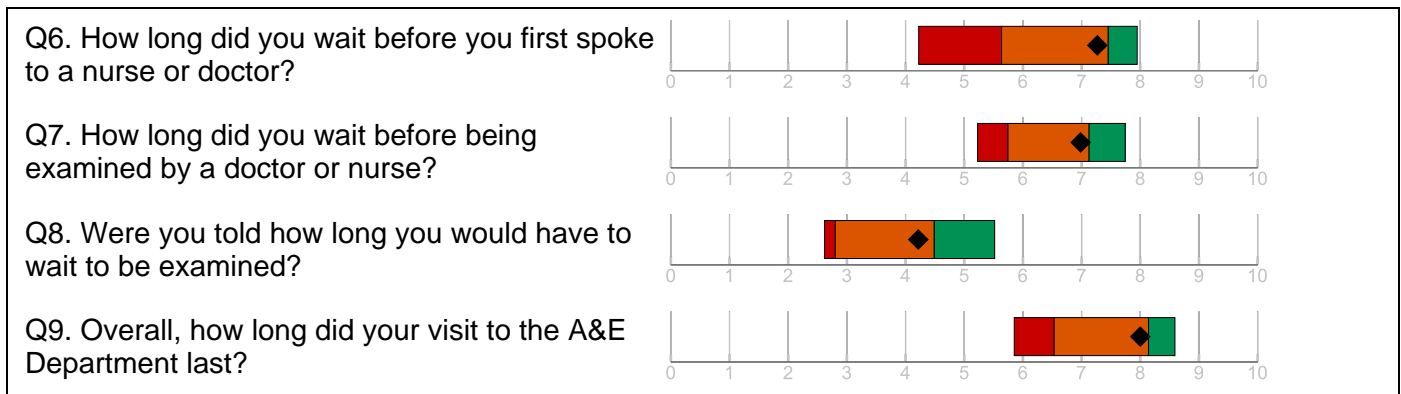 Q6. How long did you wait before you first spoke
to a nurse or doctor?
0 1 2 3 4 5 6 7 8 9 10
Q7. How long did you wait before being
examined by a doctor or nurse?
0 1 2 3 4 5 6 7 8 9 10
Q8. Were you told how long you would have to
wait to be examined?
0 1 2 3 4 5 6 7 8 9 10
Q9. Overall, how long did your visit to the A&E
Department last?
0 1 2 3 4 5 6 7 8 9 10